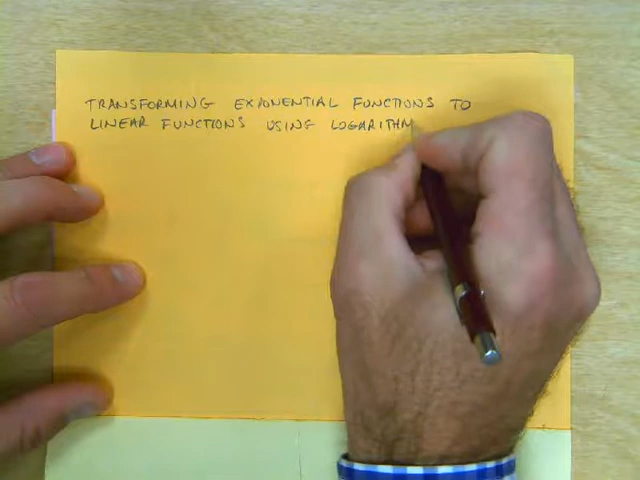 TRANSFORMING EXPONENTIAL FUNCTIONS TO
LINEAR FUNCTIONS USING LOGARITHM